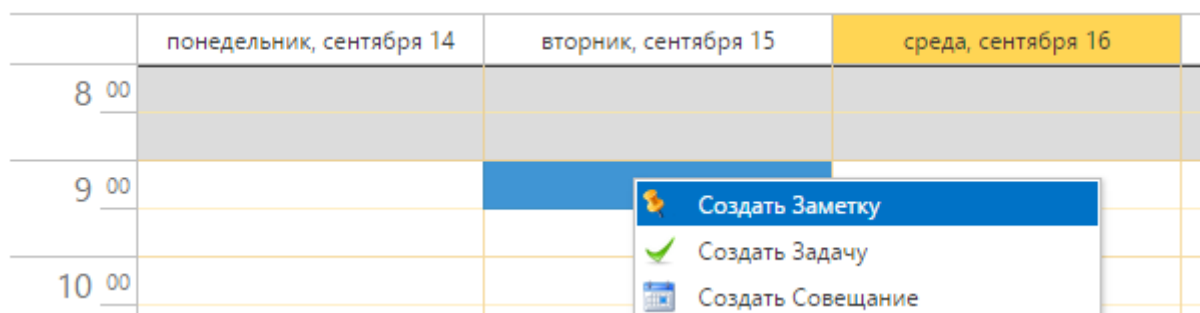 понедельник, сентября 14 вторник, сентября 15 среда, сентября 16
8 00
9 00
Создать Заметку
Создать Задачу
10 00
Создать Совещание